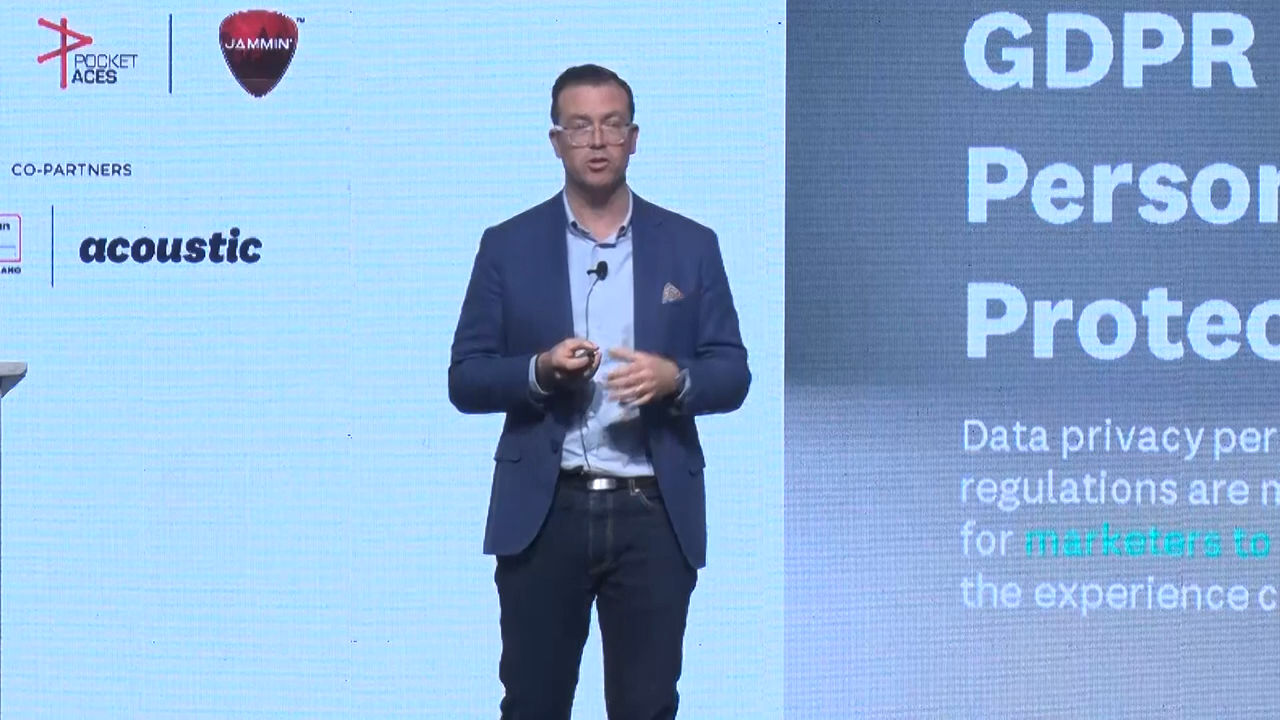 POCKET
ACES
JAMMIN'
TM
CO-PARTNERS
acoustic
GDPR
Person
Protec
Data privacy per
regulations are
for marketers to
the experience c